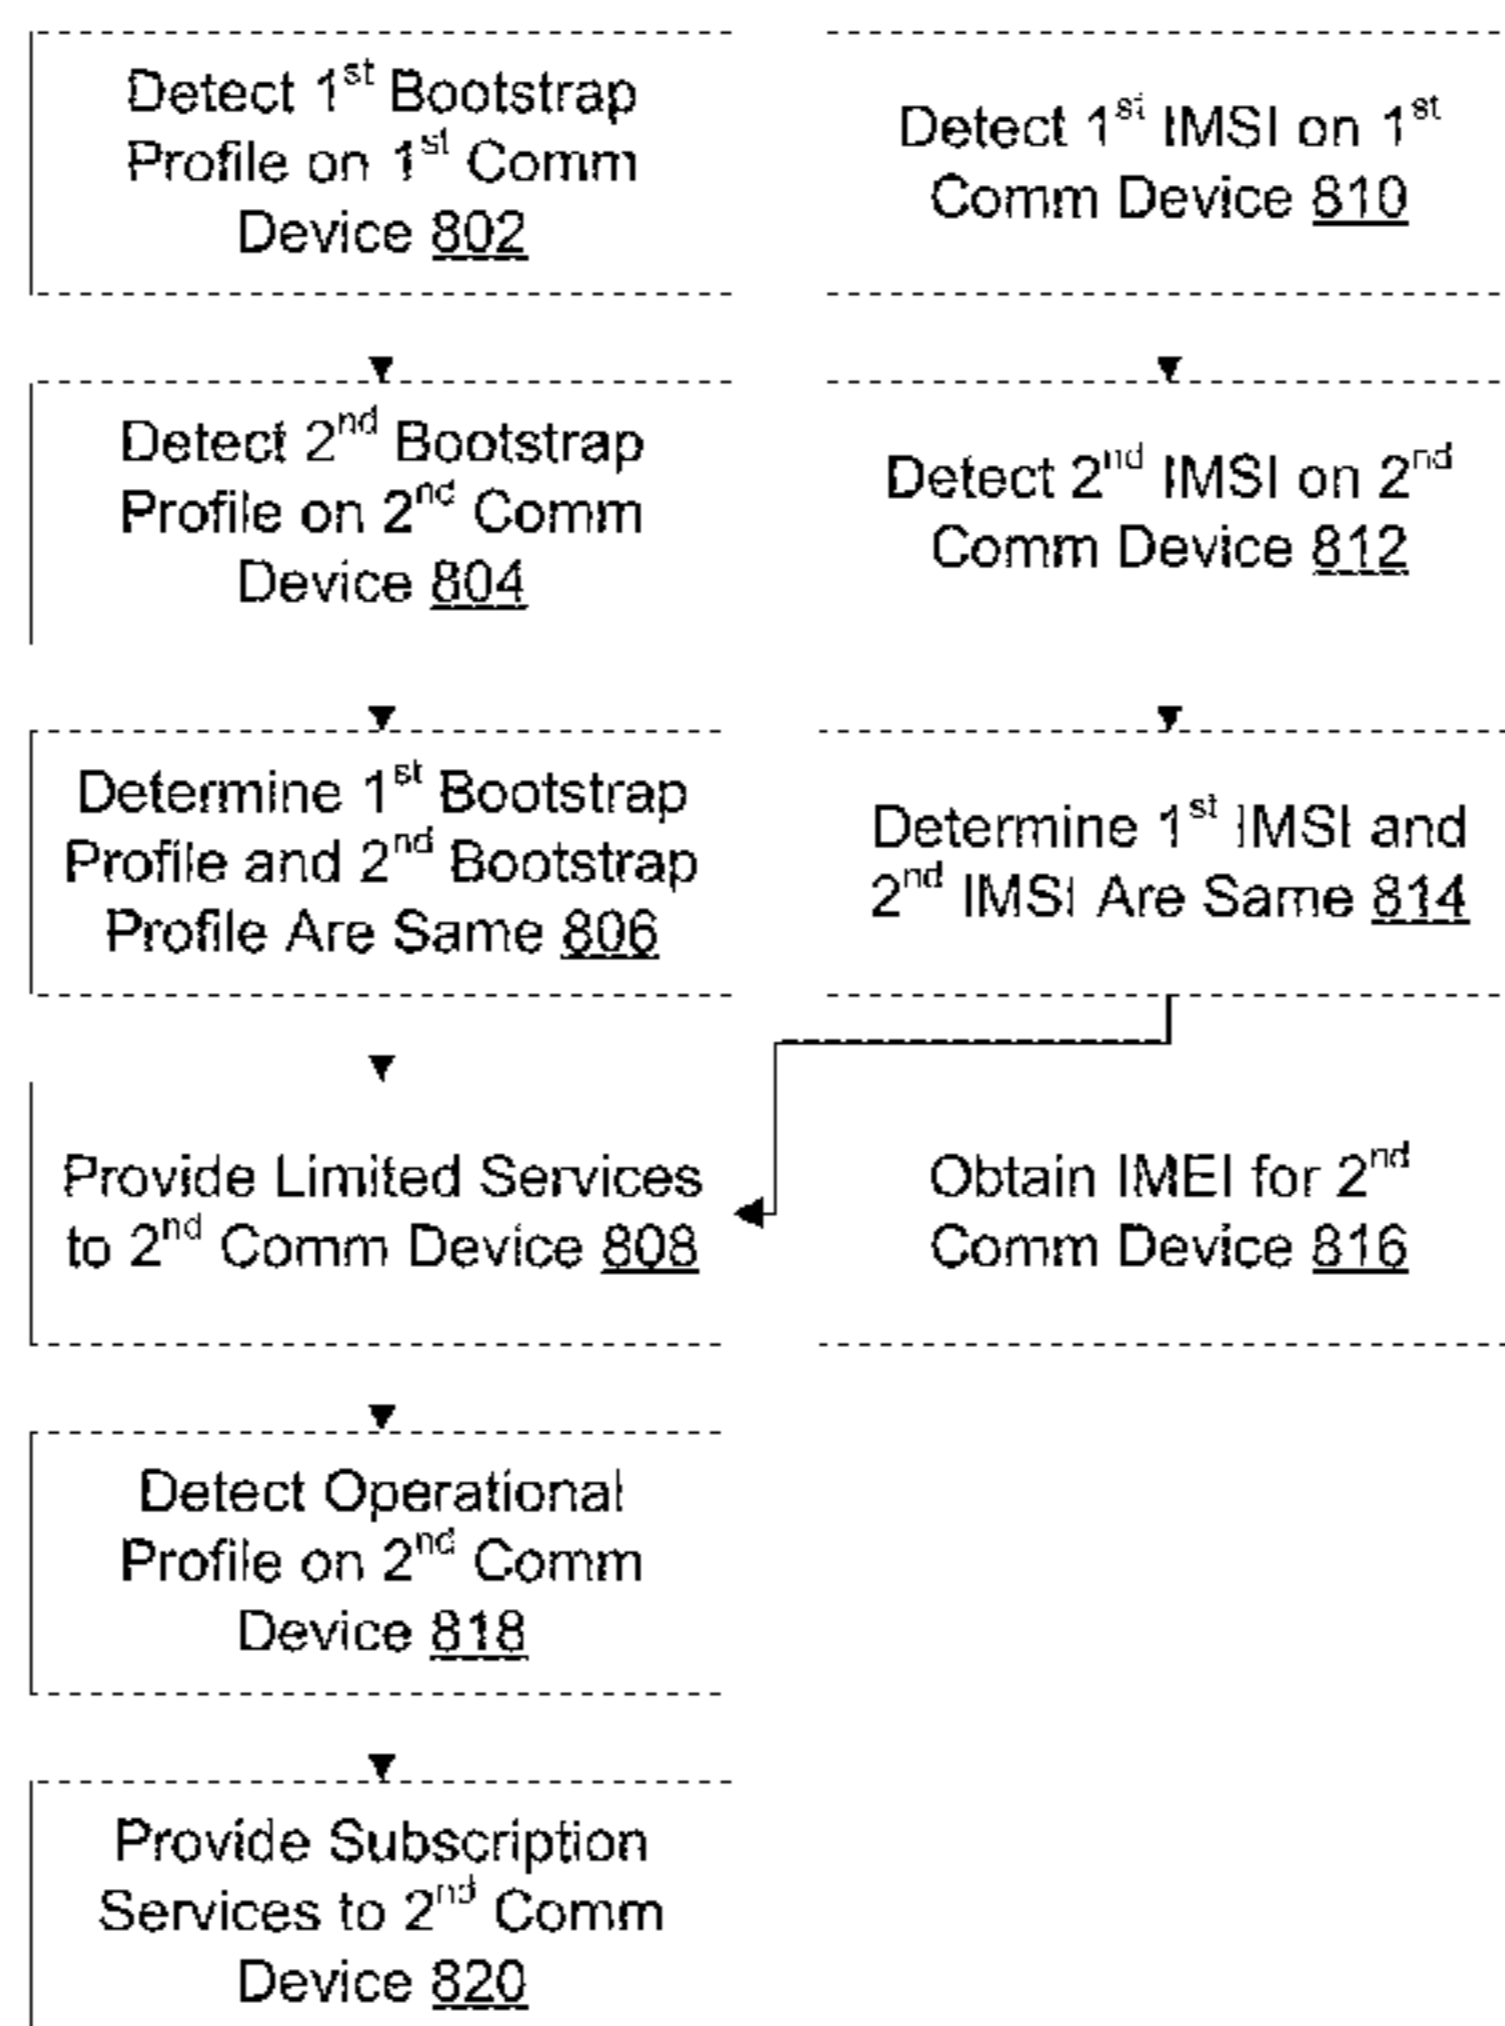 Detect 1st Bootstrap
Profile on 1st Comm
Device 802
Detect 2nd Bootstrap
Profile on 2nd Comm
Device 804
Determine 1st Bootstrap
Profile and 2nd Bootstrap
Profile Are Same 806
Provide Limited Services
to 2nd Comm Device 808
Detect Operational
Profile on 2nd Comm
Device 818
Provide Subscription
Services to 2nd Comm
Device 820
Detect 1st IMSI on 1st
Comm Device 810
Detect 2nd IMSI on 2nd
Comm Device 812
Determine 1st IMSI and
2nd IMSI Are Same 814
Obtain IMEI for 2nd
Comm Device 816